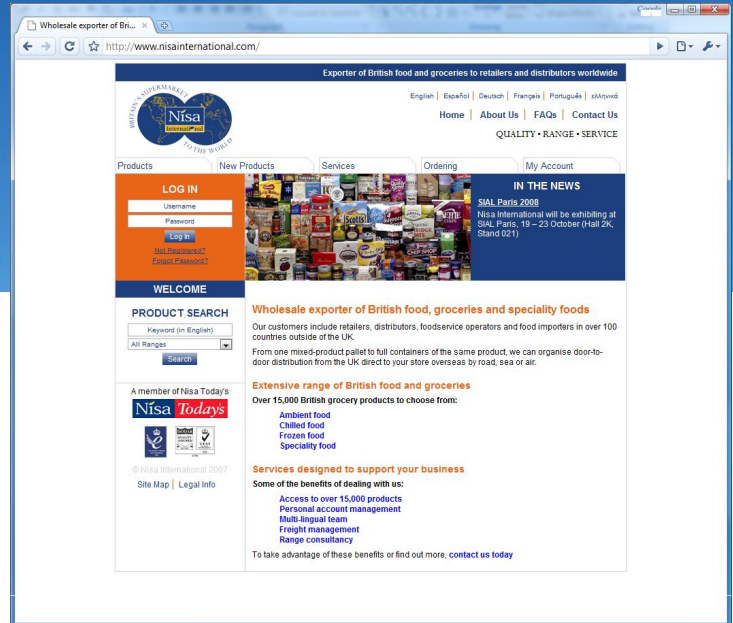 Google
Wholesale exporter of Bri...
http://www.nisainternational.com/
Exporter of British food and groceries to retailers and distributors worldwide
BRITAIN'S SUPERMARKET
Nisa
International
TO THE WORLD
English | Español | Deutsch | Français | Português | ελληνικά
Home | About Us | FAQs | Contact Us
QUALITY • RANGE • SERVICE
Products New Products Services Ordering My Account
LOG IN
Username
Password
Log In
Not Registered?
Forgot Password?
Scotts
CHIP SHOP
IN THE NEWS
SIAL Paris 2008
Nisa International will be exhibiting at
SIAL Paris, 19 – 23 October (Hall 2K,
Stand 021)
WELCOME
PRODUCT SEARCH
Keyword (in English)
All Ranges
Search
A member of Nisa Today's
Nisa Today's
© Nisa International 2007
Site Map | Legal Info
Wholesale exporter of British food, groceries and speciality foods
Our customers include retailers, distributors, foodservice operators and food importers in over 100
countries outside of the UK.
From one mixed-product pallet to full containers of the same product, we can organise door-to-
door distribution from the UK direct to your store overseas by road, sea or air.
Extensive range of British food and groceries
Over 15,000 British grocery products to choose from:
Ambient food
Chilled food
Frozen food
Speciality food
Services designed to support your business
Some of the benefits of dealing with us:
Access to over 15,000 products
Personal account management
Multi-lingual team
Freight management
Range consultancy
To take advantage of these benefits or find out more, contact us today